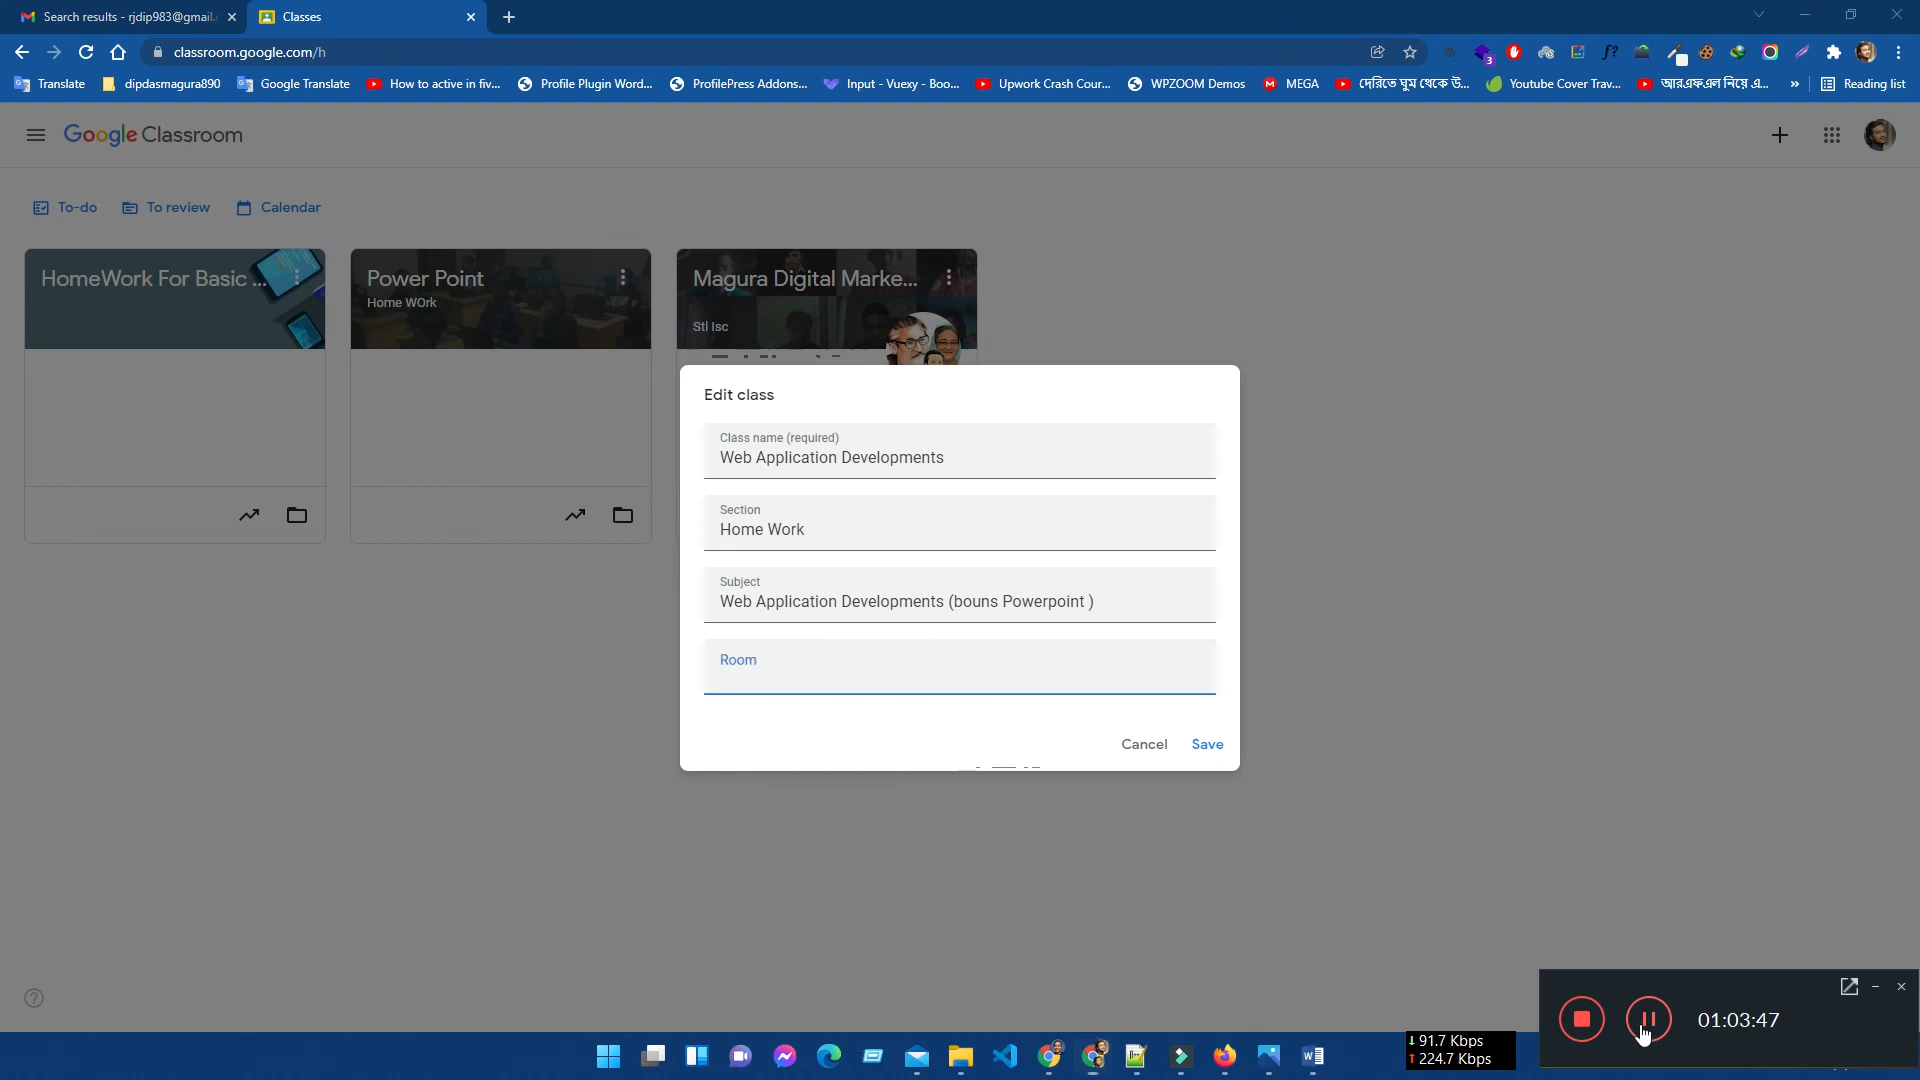 Search results - rjdip983@gmail.c
Classes
classroom.google.com/h
3
f?
Translate
dipdasmagura890
Google Translate
How to active in fiv...
Profile Plugin Word...
ProfilePress Addons...
Input - Vuexy - Boo...
Upwork Crash Cour...
WPZOOM Demos
MEGA
দেরিতে ঘুম থেকে উ...
Youtube Cover Trav...
আরএফএল নিয়ে এ...
»
Reading list
Google Classroom
To-do
To review
Calendar
HomeWork For Basic ...
Power Point
Home WOrk
Magura Digital Marke...
Stl Isc
Edit class
Class name (required)
Web Application Developments
Section
Home Work
Subject
Web Application Developments (bouns Powerpoint )
Room
Cancel
Save
01:03:47
91.7 Kbps
224.7 Kbps